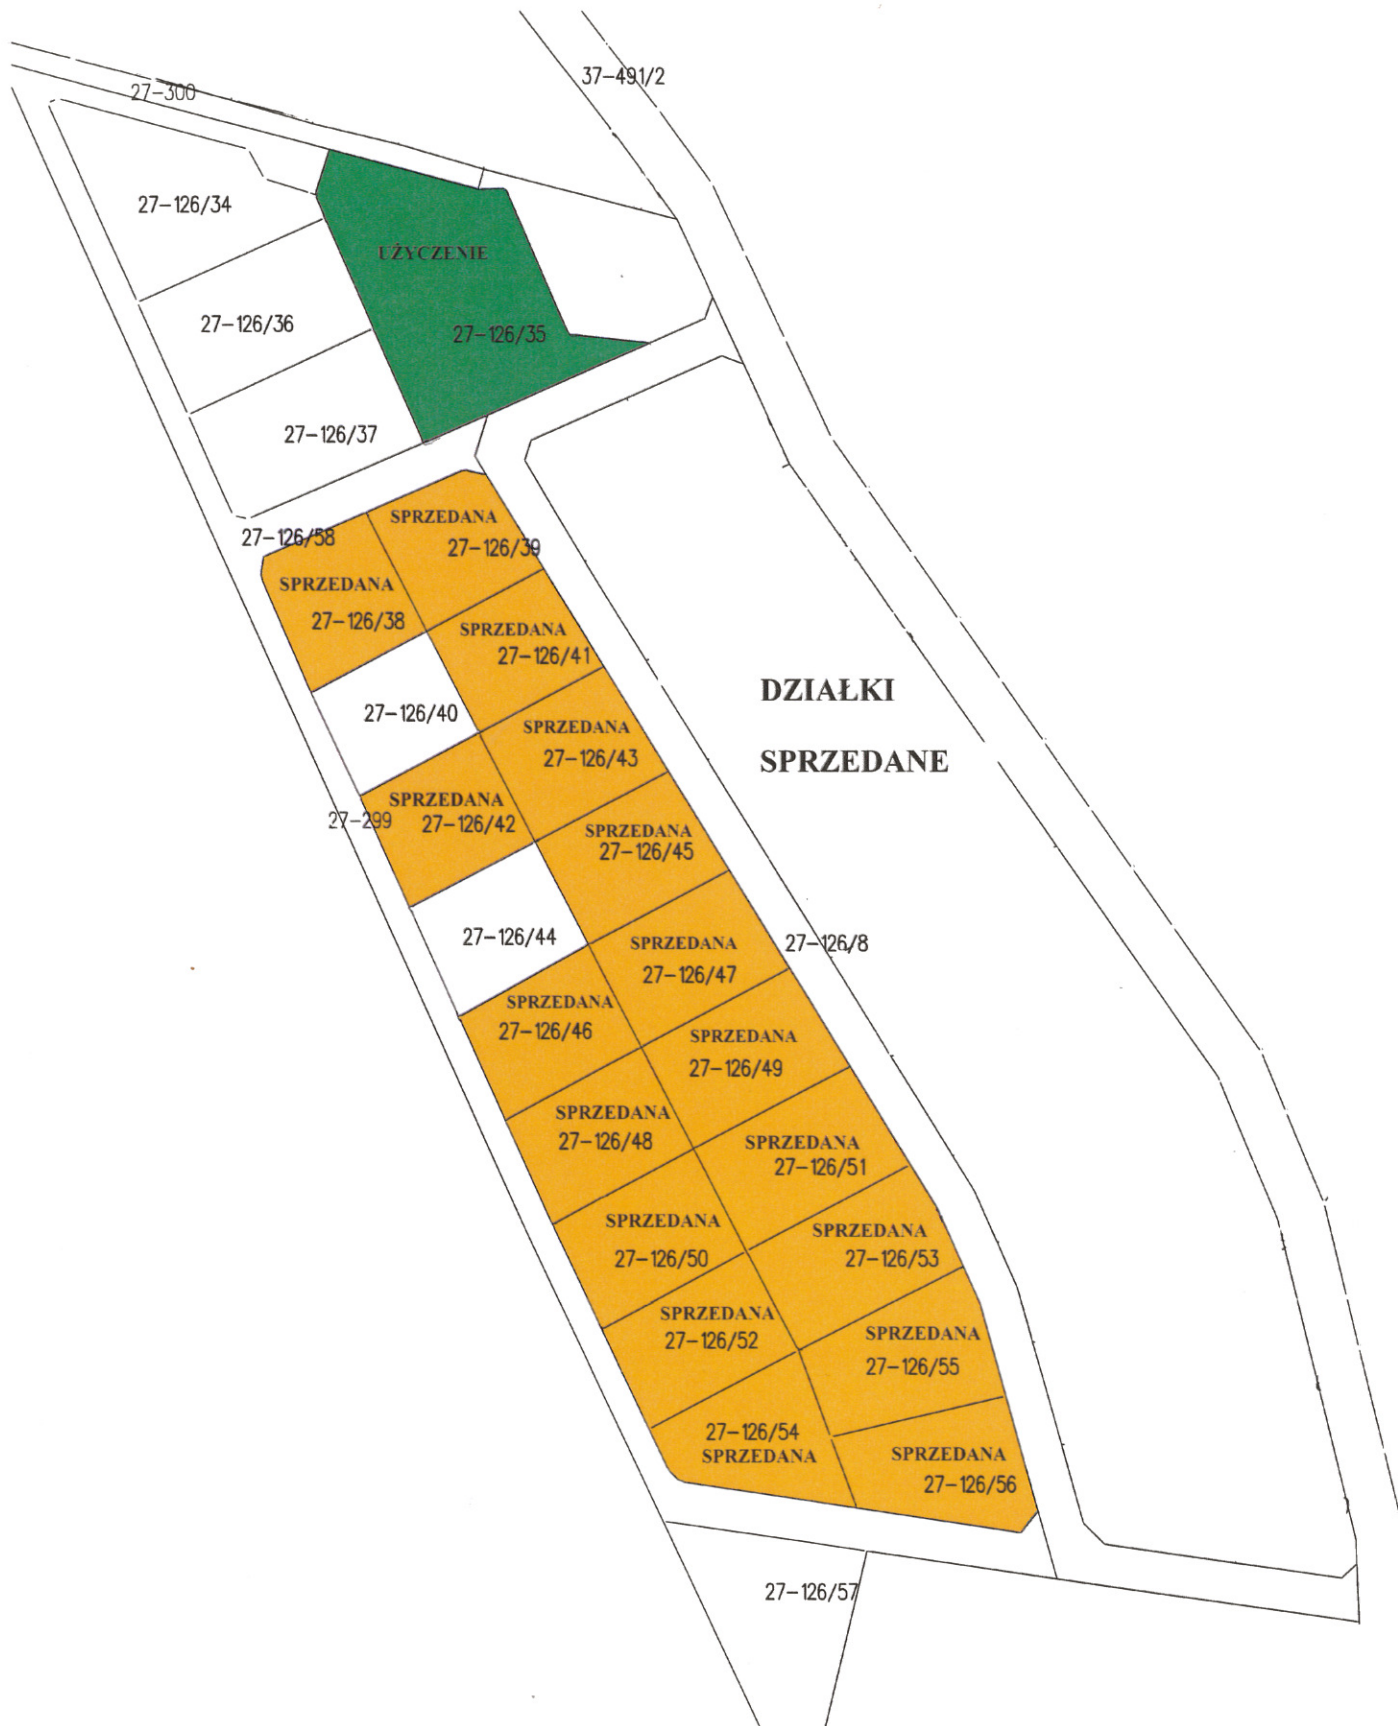 37-491/2
27-300
27-126/34
UŻYCZENIE
27-126/36
27-126/35
27-126/37
SPRZEDANA
27-126/39
27-126/58
SPRZEDANA
27-126/38
SPRZEDANA
27-126/41
DZIAŁKI
SPRZEDANE
27-126/40
SPRZEDANA
27-126/43
SPRZEDANA
27-126/42
27-299
SPRZEDANA
27-126/45
27-126/44
SPRZEDANA
27-126/47
27-126/8
SPRZEDANA
27-126/46
SPRZEDANA
27-126/49
SPRZEDANA
27-126/48
SPRZEDANA
27-126/51
SPRZEDANA
27-126/50
SPRZEDANA
27-126/53
SPRZEDANA
27-126/52
SPRZEDANA
27-126/55
27-126/54
SPRZEDANA
SPRZEDANA
27-126/56
27-126/57